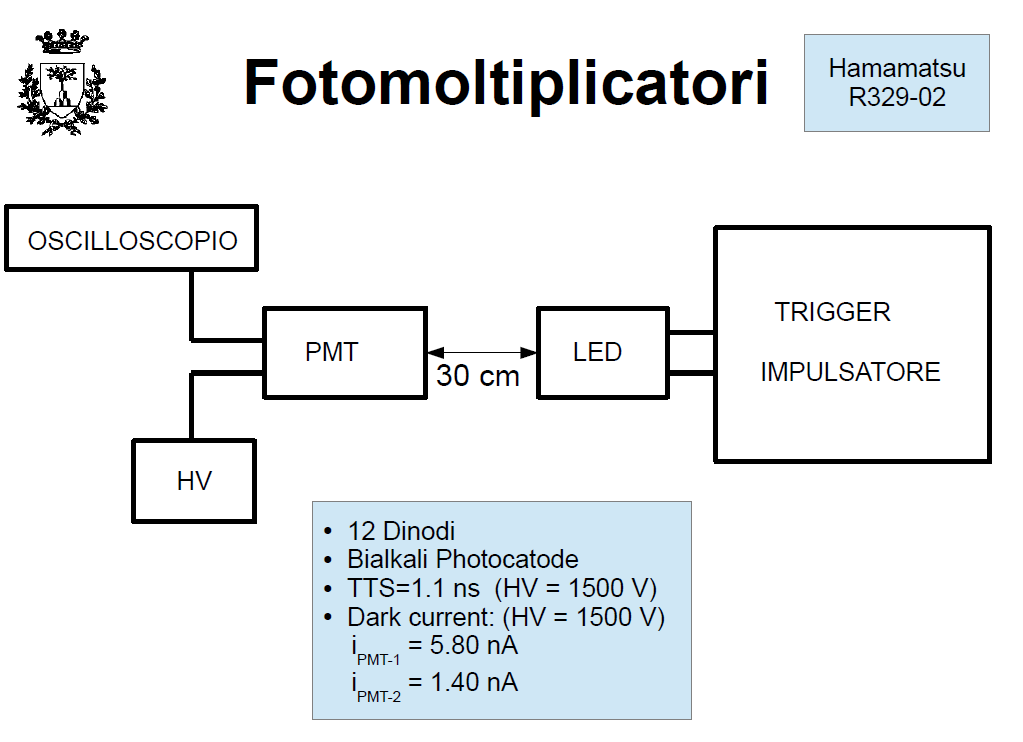 Fotomoltiplicatori
Hamamatsu
R329-02
OSCILLOSCOPIO
PMT
30 cm
LED
TRIGGER
IMPULSATORE
HV
• 12 Dinodi
• Bialkali Photocatode
• TTS=1.1 ns (HV = 1500 V)
• Dark current: (HV = 1500 V)
iPMT-1 = 5.80 nA
iPMT-2 = 1.40 nA